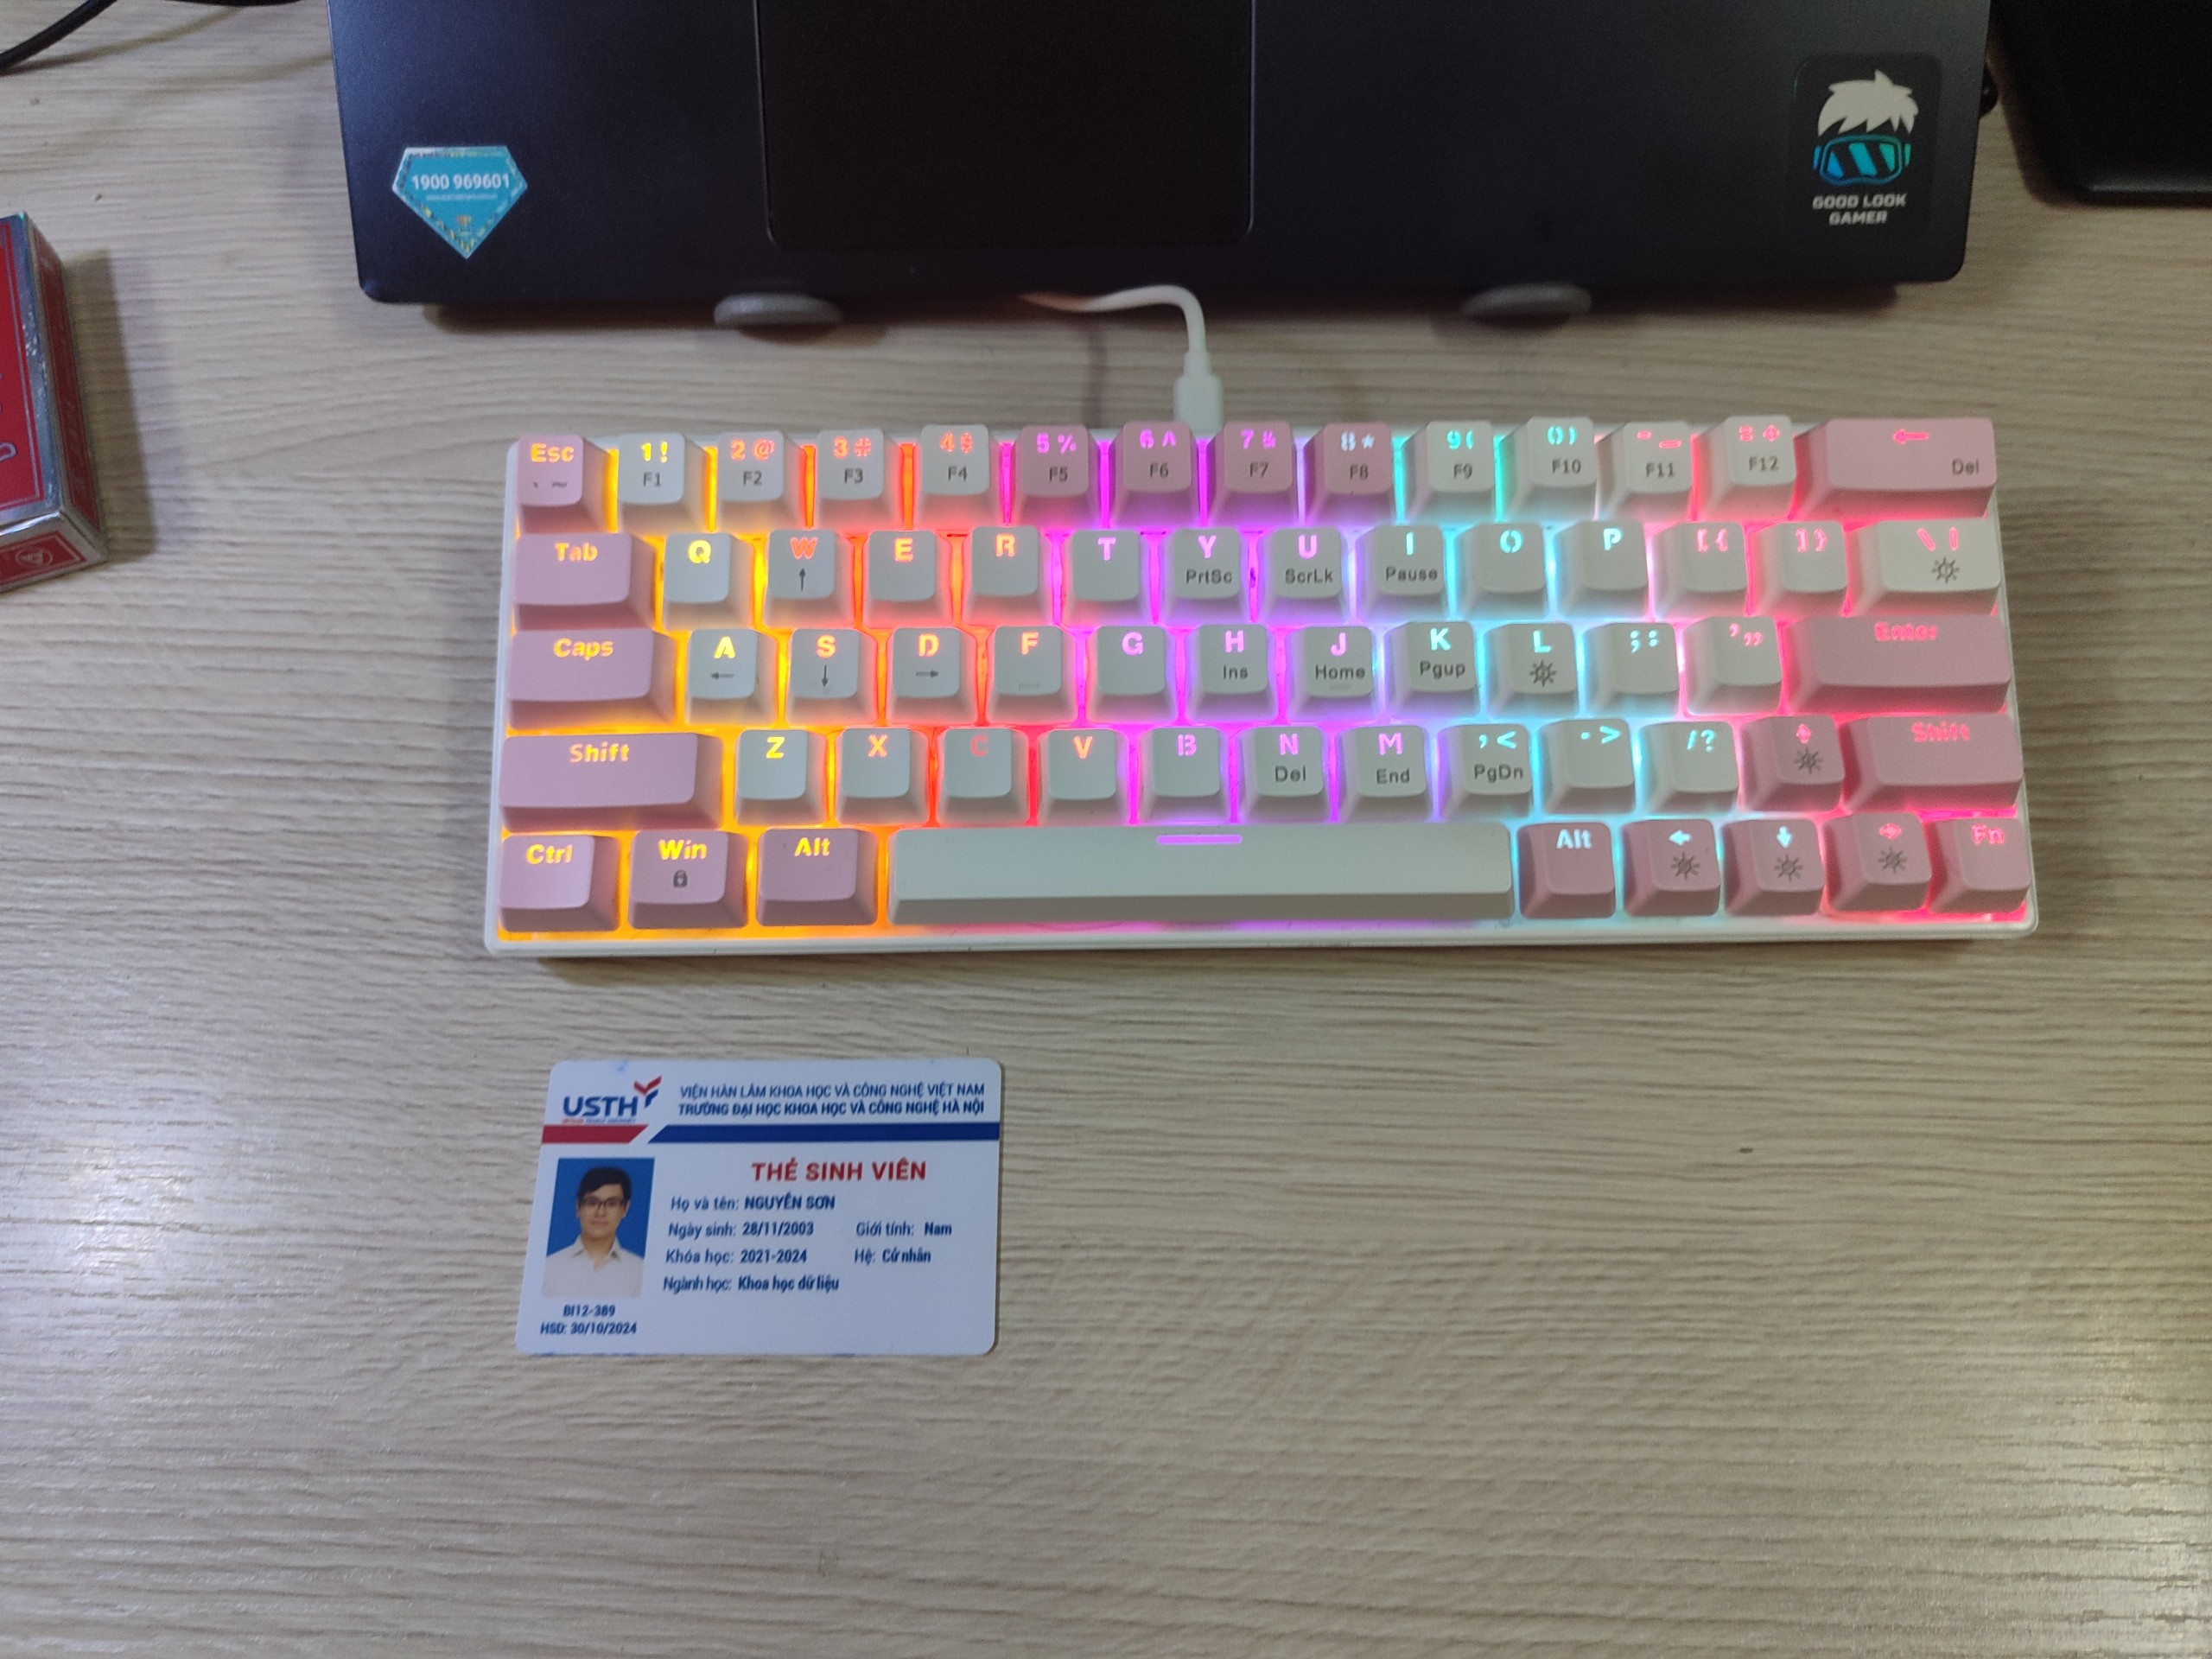 1900 969601
GOOD LOOK
GAMER
Esc 1! 2@ 3# 4$ 5% 6^ 7& 8* 9( 0) -_
` ~ F1 F2 F3 F4 F5 F6 F7 F8 F9 F10 F11 F12 Del
Tab Q W E R T Y U I O P [{ ]} \|
↑ PrtSc ScrLk Pause
Caps A S D F G H J K L ;: '" Enter
← ↓ → Ins Home Pgup
Shift Z X C V B N M ,< .> /? Shift
Del End PgDn
Ctrl Win Alt Alt Fn
USTH
VIỆN HÀN LÂM KHOA HỌC VÀ CÔNG NGHỆ VIỆT NAM
TRƯỜNG ĐẠI HỌC KHOA HỌC VÀ CÔNG NGHỆ HÀ NỘI
THẺ SINH VIÊN
Họ và tên: NGUYỄN SƠN
Ngày sinh: 28/11/2003 Giới tính: Nam
Khóa học: 2021-2024 Hệ: Cử nhân
Ngành học: Khoa học dữ liệu
BI12-389
HSD: 30/10/2024